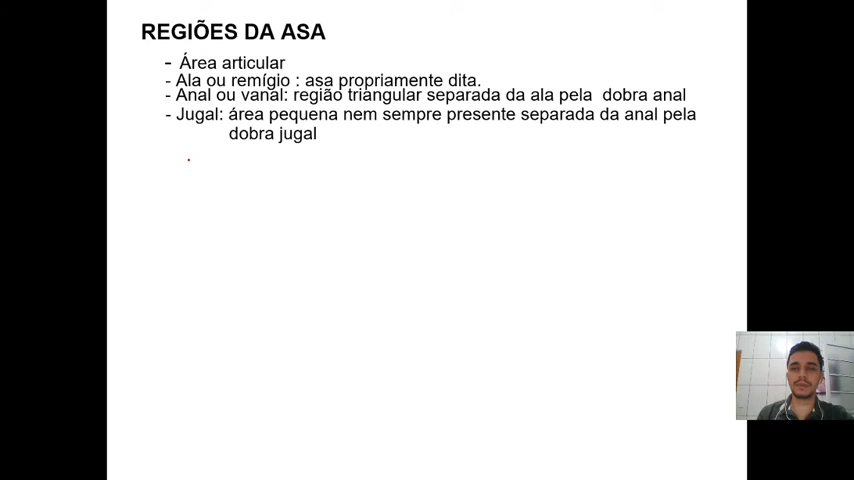 REGIÕES DA ASA
- Área articular
- Ala ou remígio : asa propriamente dita.
- Anal ou vanal: região triangular separada da ala pela dobra anal
- Jugal: área pequena nem sempre presente separada da anal pela
dobra jugal